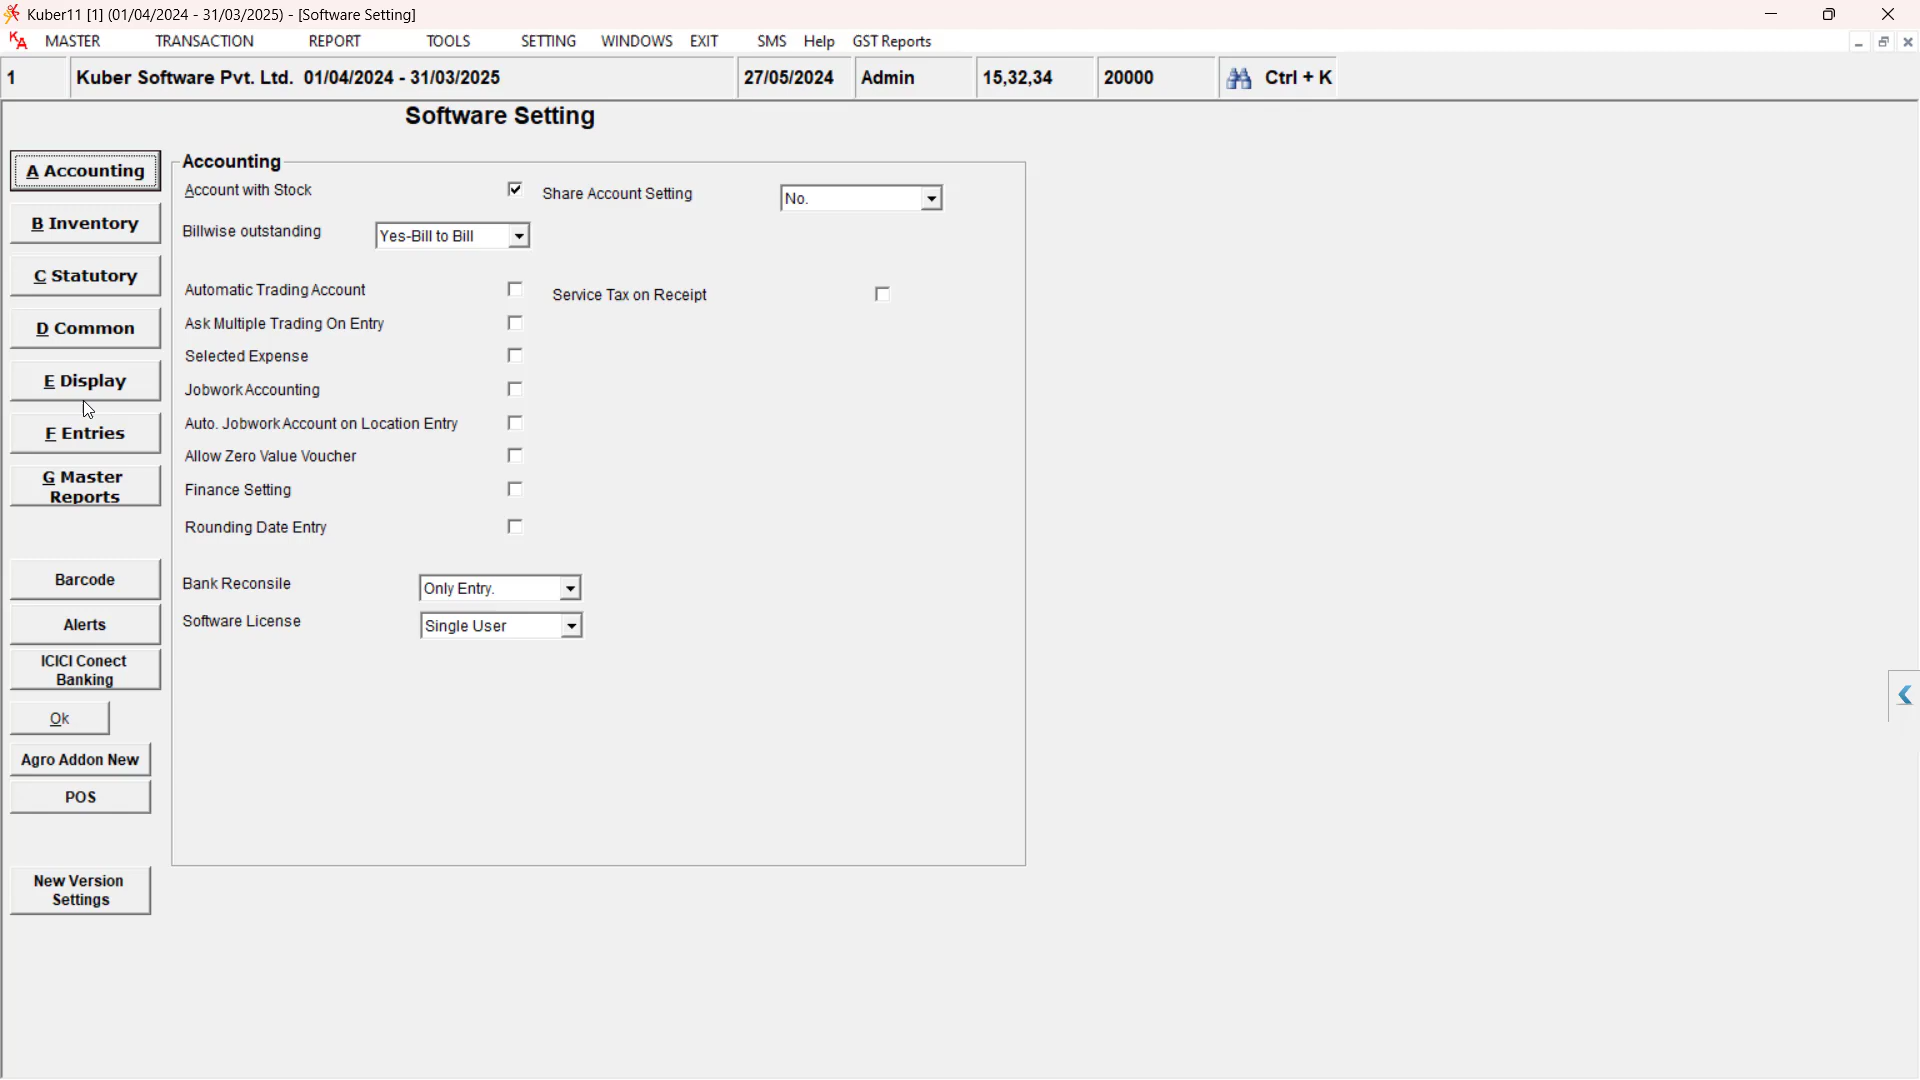 Kuber11 [1] (01/04/2024 - 31/03/2025) - [Software Setting]
KA MASTER TRANSACTION REPORT TOOLS SETTING WINDOWS EXIT SMS Help GST Reports
1 Kuber Software Pvt. Ltd. 01/04/2024 - 31/03/2025 27/05/2024 Admin 15,32,34 20000 Ctrl + K
Software Setting
A Accounting
B Inventory
C Statutory
D Common
E Display
F Entries
G Master
Reports
Barcode
Alerts
ICICI Conect
Banking
Ok
Agro Addon New
POS
New Version
Settings
Accounting
Account with Stock
Share Account Setting No.
Billwise outstanding Yes-Bill to Bill
Automatic Trading Account
Service Tax on Receipt
Ask Multiple Trading On Entry
Selected Expense
Jobwork Accounting
Auto. Jobwork Account on Location Entry
Allow Zero Value Voucher
Finance Setting
Rounding Date Entry
Bank Reconsile Only Entry.
Software License Single User